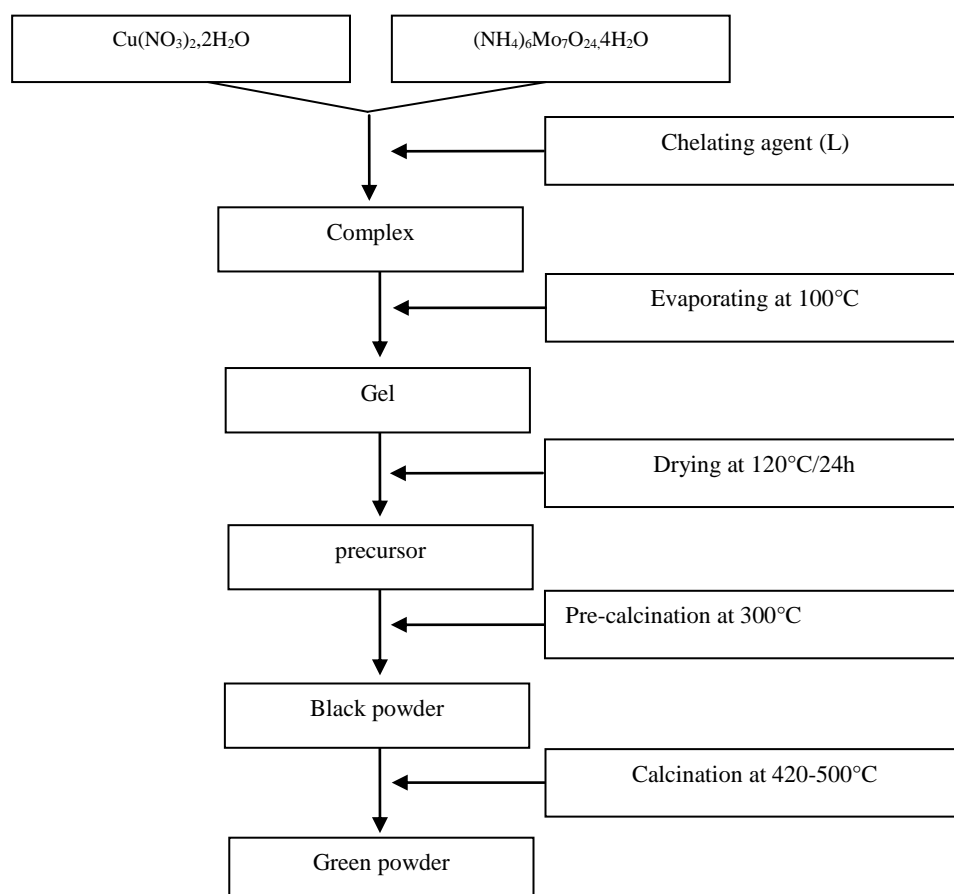 Cu(NO₃)₂,2H₂O
(NH₄)₆Mo₇O₂₄,4H₂O
Chelating agent (L)
Complex
Evaporating at 100°C
Gel
Drying at 120°C/24h
precursor
Pre-calcination at 300°C
Black powder
Calcination at 420-500°C
Green powder